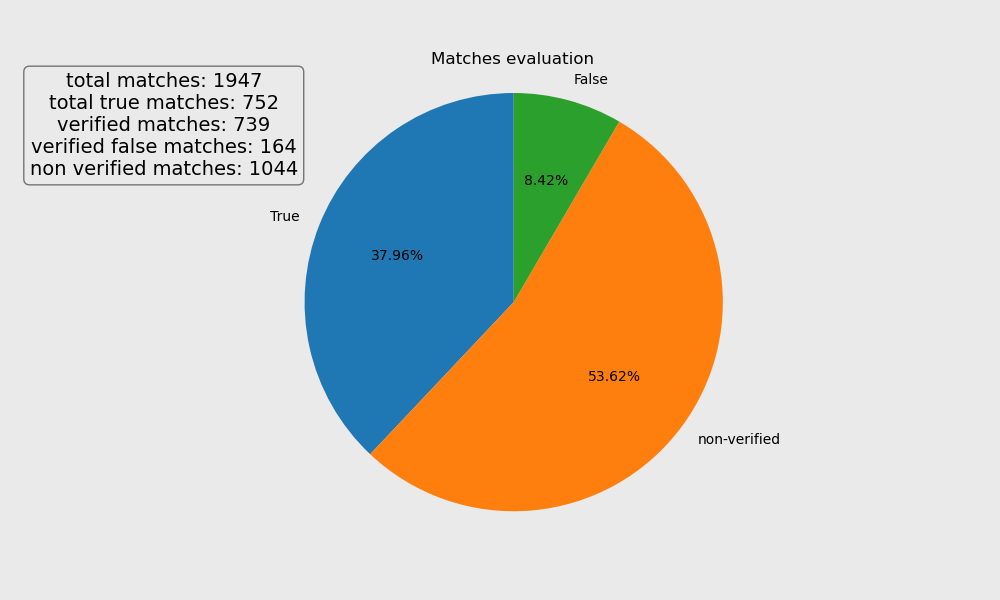 Matches evaluation
total matches: 1947
total true matches: 752
verified matches: 739
verified false matches: 164
non verified matches: 1044
False
8.42%
True
37.96%
53.62%
non-verified